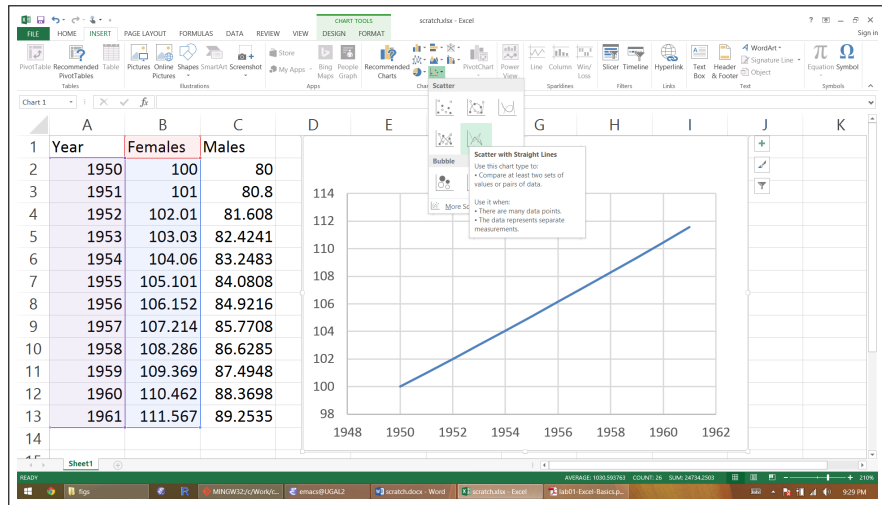 CHART TOOLS
scratch.xlsx - Excel
?
FILE HOME INSERT PAGE LAYOUT FORMULAS DATA REVIEW VIEW DESIGN FORMAT
Sign in
PivotTable Recommended PivotTables Table
Pictures Online Pictures Shapes SmartArt Screenshot
Store
My Apps
Bing Maps People Graph
Recommended Charts
PivotChart
Power View
Line Column Win/Loss
Slicer Timeline
Hyperlink
Text Box Header & Footer
WordArt
Signature Line
Object
Equation Symbol
Tables Illustrations Apps Sparklines Filters Links Text Symbols
Chart 1
fx
Scatter
Bubble
Scatter with Straight Lines
Use this chart type to:
• Compare at least two sets of
values or pairs of data.
Use it when:
• There are many data points.
• The data represents separate
measurements.
A B C D E G H I J K
1 Year Females Males
2 1950 100 80
3 1951 101 80.8
4 1952 102.01 81.608
5 1953 103.03 82.4241
6 1954 104.06 83.2483
7 1955 105.101 84.0808
8 1956 106.152 84.9216
9 1957 107.214 85.7708
10 1958 108.286 86.6285
11 1959 109.369 87.4948
12 1960 110.462 88.3698
13 1961 111.567 89.2535
14
114
112
110
108
106
104
102
100
98
1948 1950 1952 1954 1956 1958 1960 1962
Sheet1
READY
AVERAGE: 1030.593763 COUNT: 26 SUM: 24734.2503
210%
figs
R
MINGW32:/c/Work/c...
emacs@UGAL2
scratch.docx - Word
scratch.xlsx - Excel
lab01-Excel-Basics.p...
9:29 PM